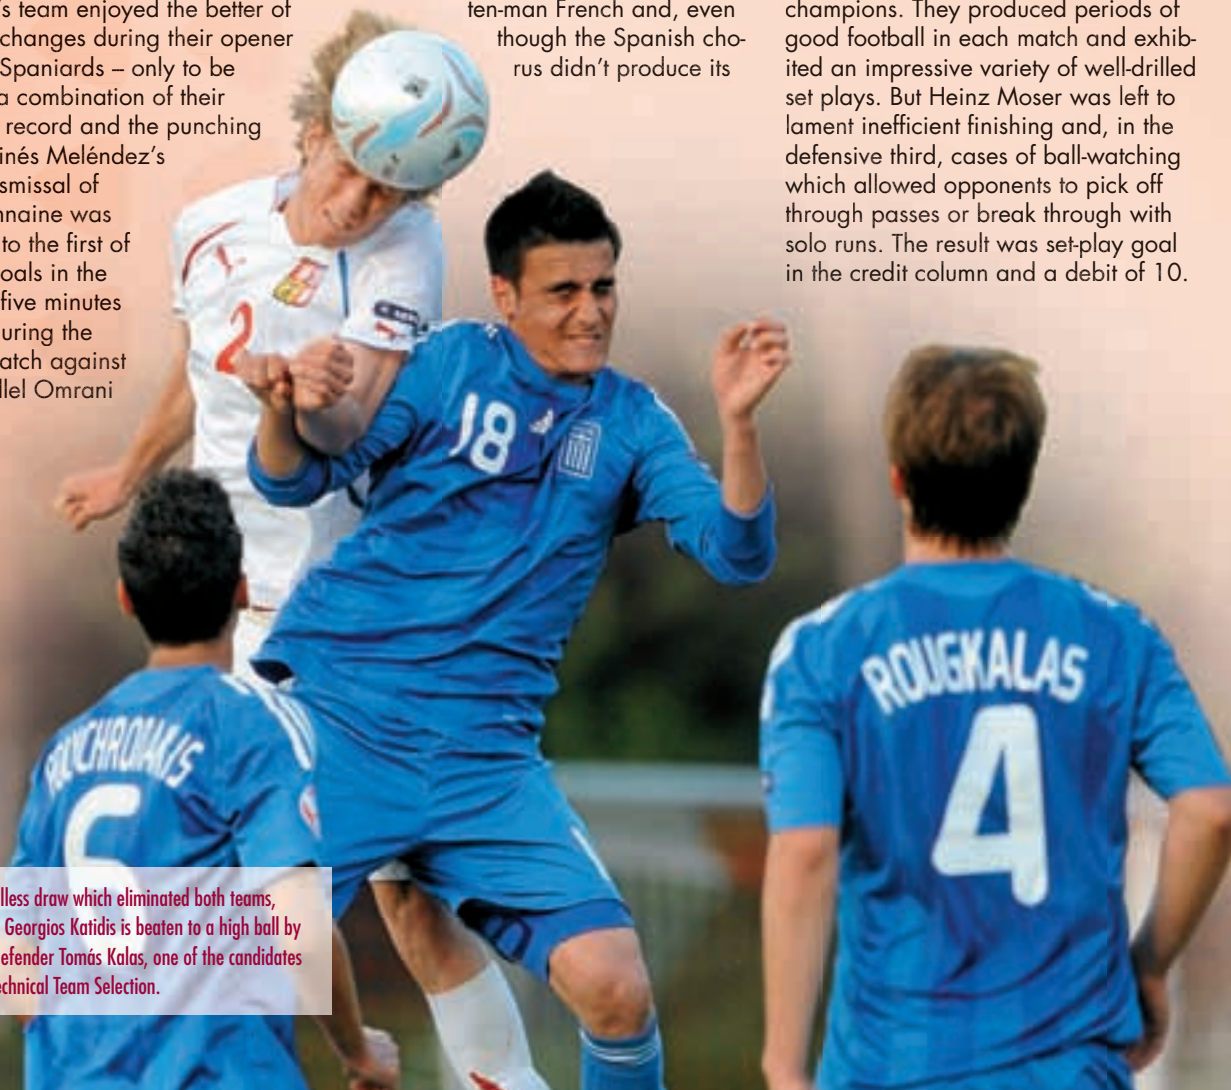 's team enjoyed the better of
changes during their opener
Spaniards – only to be
a combination of their
record and the punching
inés Meléndez's
smissal of
nnaine was
to the first of
oals in the
five minutes
uring the
atch against
llel Omrani
ten-man French and, even
though the Spanish cho-
rus didn't produce its
champions. They produced periods of
good football in each match and exhib-
ited an impressive variety of well-drilled
set plays. But Heinz Moser was left to
lament inefficient finishing and, in the
defensive third, cases of ball-watching
which allowed opponents to pick off
through passes or break through with
solo runs. The result was set-play goal
in the credit column and a debit of 10.
2
18
ROUGKALAS
4
lless draw which eliminated both teams,
Georgios Katidis is beaten to a high ball by
efender Tomás Kalas, one of the candidates
echnical Team Selection.